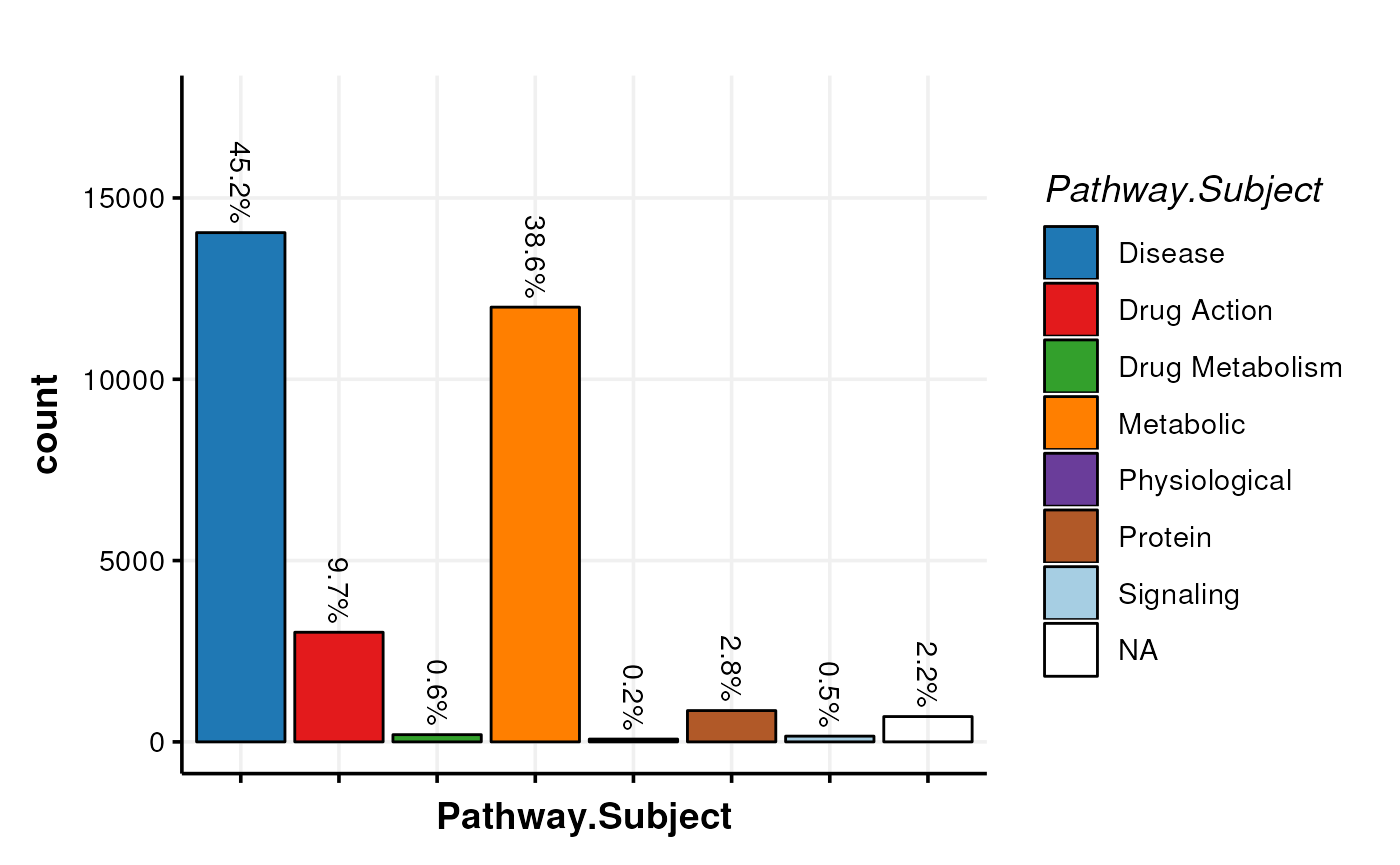 count
15000
10000
5000
0
45.2%
9.7%
0.6%
38.6%
0.2%
2.8%
0.5%
2.2%
Pathway.Subject
Pathway.Subject
Disease
Drug Action
Drug Metabolism
Metabolic
Physiological
Protein
Signaling
NA